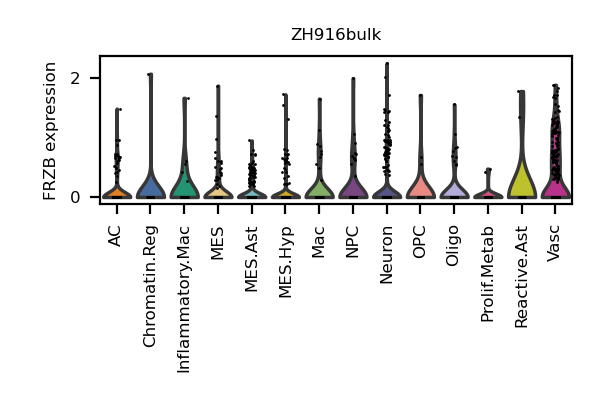 ZH916bulk
FRZB expression
2
0
AC
Chromatin.Reg
Inflammatory.Mac
MES
MES.Ast
MES.Hyp
Mac
NPC
Neuron
OPC
Oligo
Prolif.Metab
Reactive.Ast
Vasc